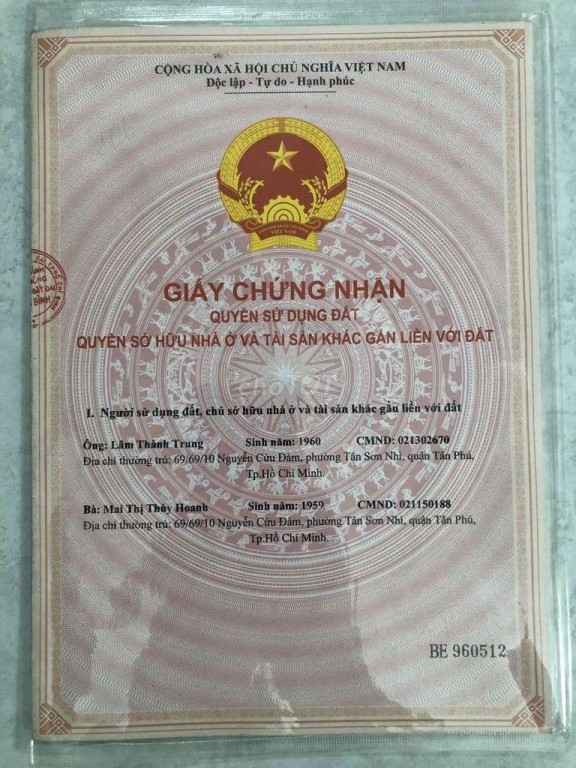 CỘNG HÒA XÃ HỘI CHỦ NGHĨA VIỆT NAM
Độc lập - Tự do - Hạnh phúc
VIỆT NAM
GIẤY CHỨNG NHẬN
QUYỀN SỬ DỤNG ĐẤT
QUYỀN SỞ HỮU NHÀ Ở VÀ TÀI SẢN KHÁC GẮN LIỀN VỚI ĐẤT
I. Người sử dụng đất, chủ sở hữu nhà ở và tài sản khác gắn liền với đất
Ông: Lâm Thành Trung Sinh năm: 1960 CMND: 021302670
Địa chỉ thường trú: 69/69/10 Nguyễn Cửu Đàm, phường Tân Sơn Nhì, quận Tân Phú,
Tp.Hồ Chí Minh.
Bà: Mai Thị Thùy Hoanh Sinh năm: 1959 CMND: 021150188
Địa chỉ thường trú: 69/69/10 Nguyễn Cửu Đàm, phường Tân Sơn Nhì, quận Tân Phú,
Tp.Hồ Chí Minh.
BE 960512